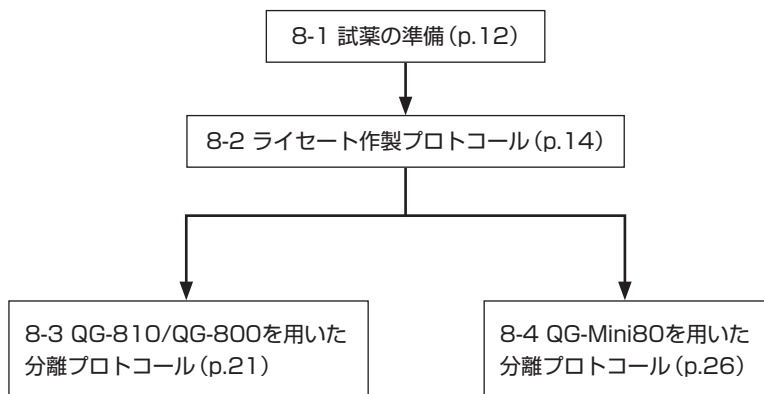 8-1 試薬の準備(p.12)
8-2 ライセート作製プロトコール(p.14)
8-3 QG-810/QG-800を用いた
分離プロトコール(p.21)
8-4 QG-Mini80を用いた
分離プロトコール(p.26)